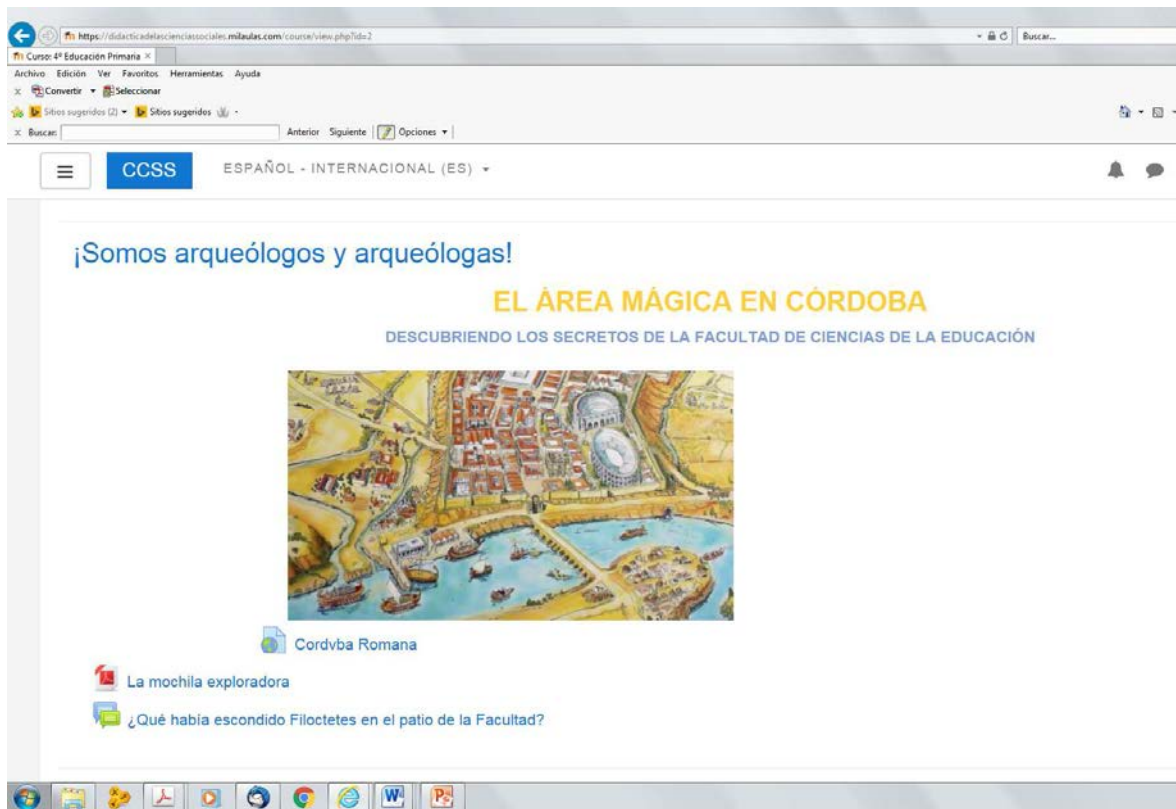 https://didacticadelascienciassociales.milaulas.com/course/view.php?id=2
Buscar...
Curso: 4º Educación Primaria ×
Archivo Edición Ver Favoritos Herramientas Ayuda
x Convertir Seleccionar
Sitios sugeridos (2) Sitios sugeridos
x Buscar: Anterior Siguiente Opciones
CCSS ESPAÑOL - INTERNACIONAL (ES)
¡Somos arqueólogos y arqueólogas!
EL ÁREA MÁGICA EN CÓRDOBA
DESCUBRIENDO LOS SECRETOS DE LA FACULTAD DE CIENCIAS DE LA EDUCACIÓN
Cordvba Romana
La mochila exploradora
¿Qué había escondido Filoctetes en el patio de la Facultad?